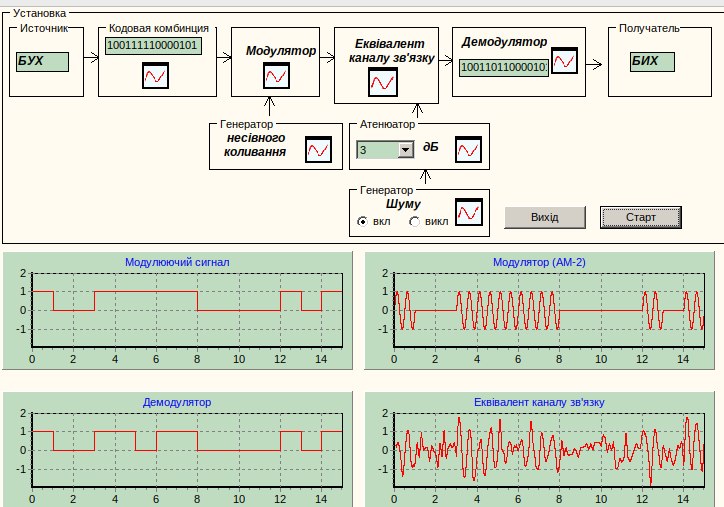 Установка
Источник
БУХ
Кодовая комбинция
100111110000101
Модулятор
Еквівалент
каналу зв'язку
Демодулятор
10011011000010
Получатель
БИХ
Генератор
несівного
коливання
Атенюатор
3
дБ
Генератор
Шуму
вкл
викл
Вихід
Старт
Модулюючий сигнал
2
1
0
-1
0 2 4 6 8 10 12 14
Модулятор (АМ-2)
2
1
0
-1
0 2 4 6 8 10 12 14
Демодулятор
2
1
0
-1
0 2 4 6 8 10 12 14
Еквівалент каналу зв'язку
2
1
0
-1
0 2 4 6 8 10 12 14